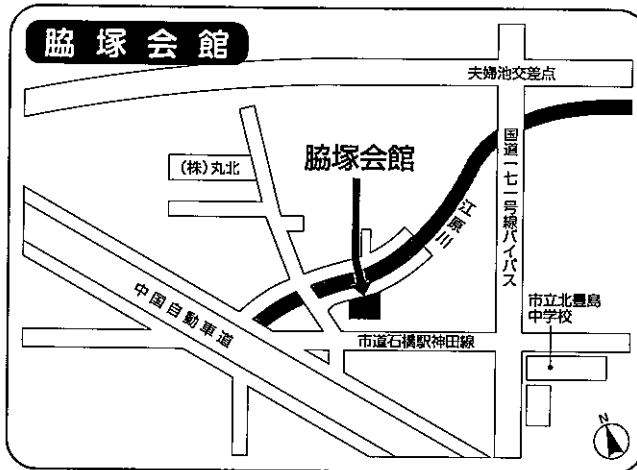 脇塚会館
夫婦池交差点
国道一七一号線バイパス
(株)丸北
脇塚会館
江原川
中国自動車道
市道石橋駅神田線
市立北豊島
中学校
N